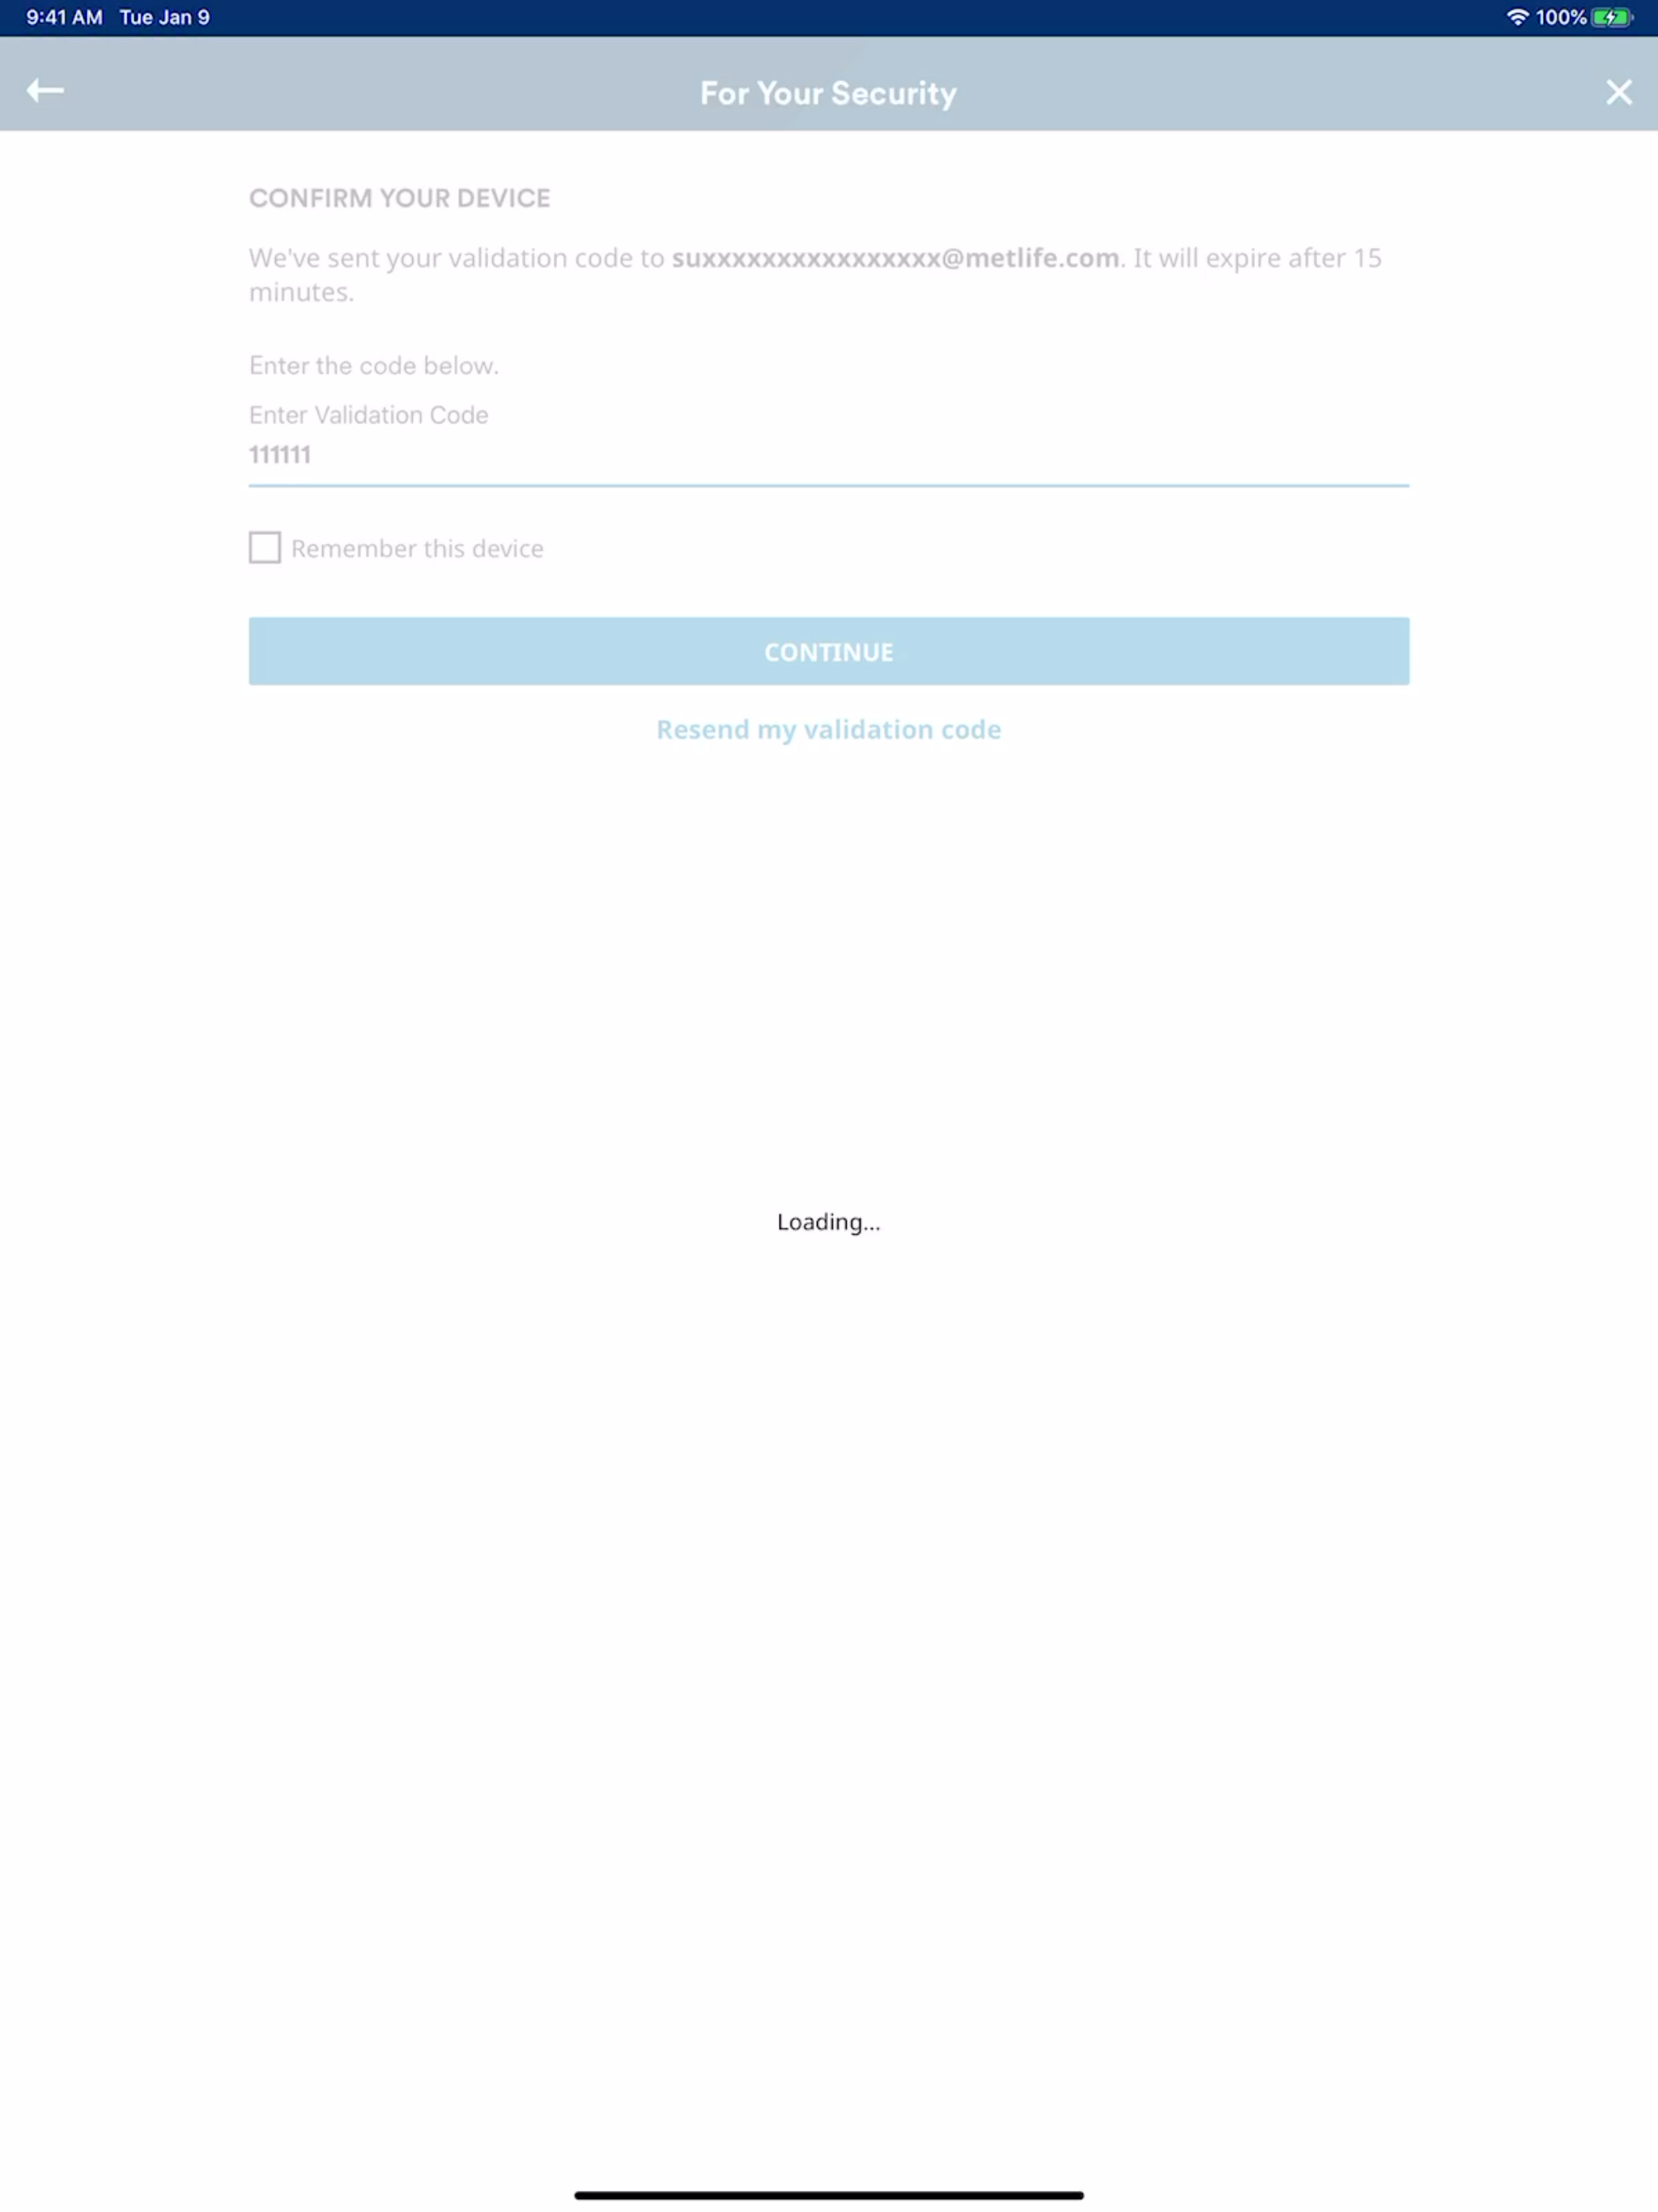 9:41 AM Tue Jan 9
100%
For Your Security
CONFIRM YOUR DEVICE
We've sent your validation code to suxxxxxxxxxxxxxxxx@metlife.com. It will expire after 15
minutes.
Enter the code below.
Enter Validation Code
111111
Remember this device
CONTINUE
Resend my validation code
Loading...